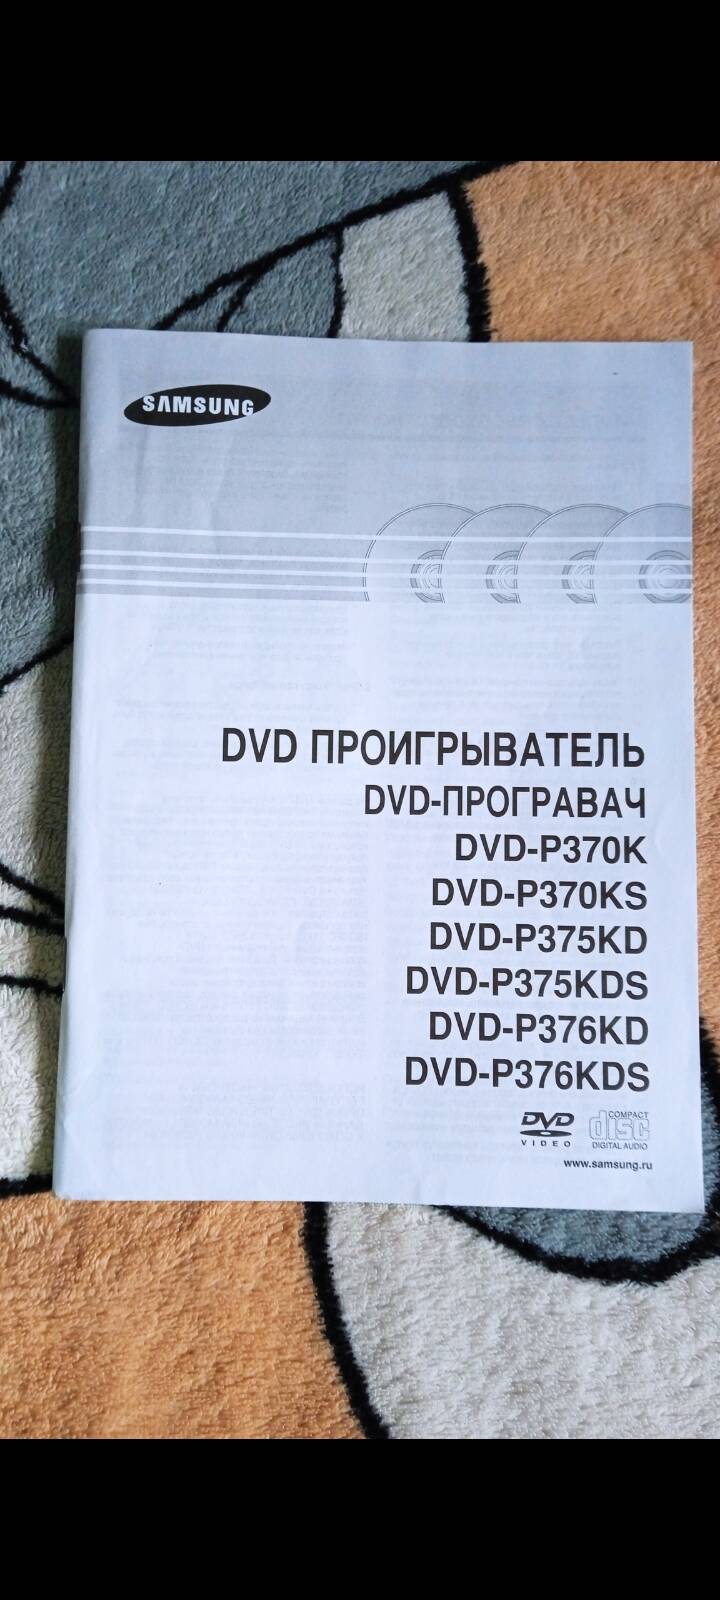 SAMSUNG
DVD ПРОИГРЫВАТЕЛЬ
DVD-ПРОГРАВАЧ
DVD-P370K
DVD-P370KS
DVD-P375KD
DVD-P375KDS
DVD-P376KD
DVD-P376KDS
DVD VIDEO
COMPACT disc DIGITAL AUDIO
www.samsung.ru